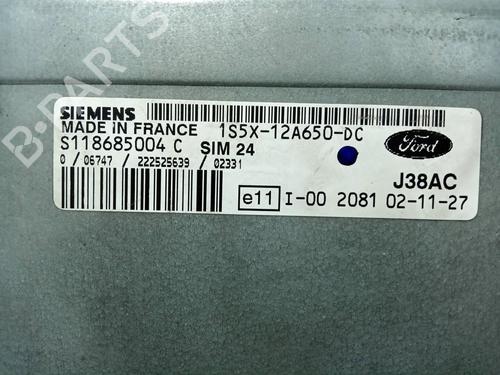 B-PARTS
SIEMENS
MADE IN FRANCE 1S5X-12A650-DC
S118685004 C SIM 24
Ford
0 / 06747 / 222525639 / 02331
J38AC
e11 I-00 2081 02-11-27